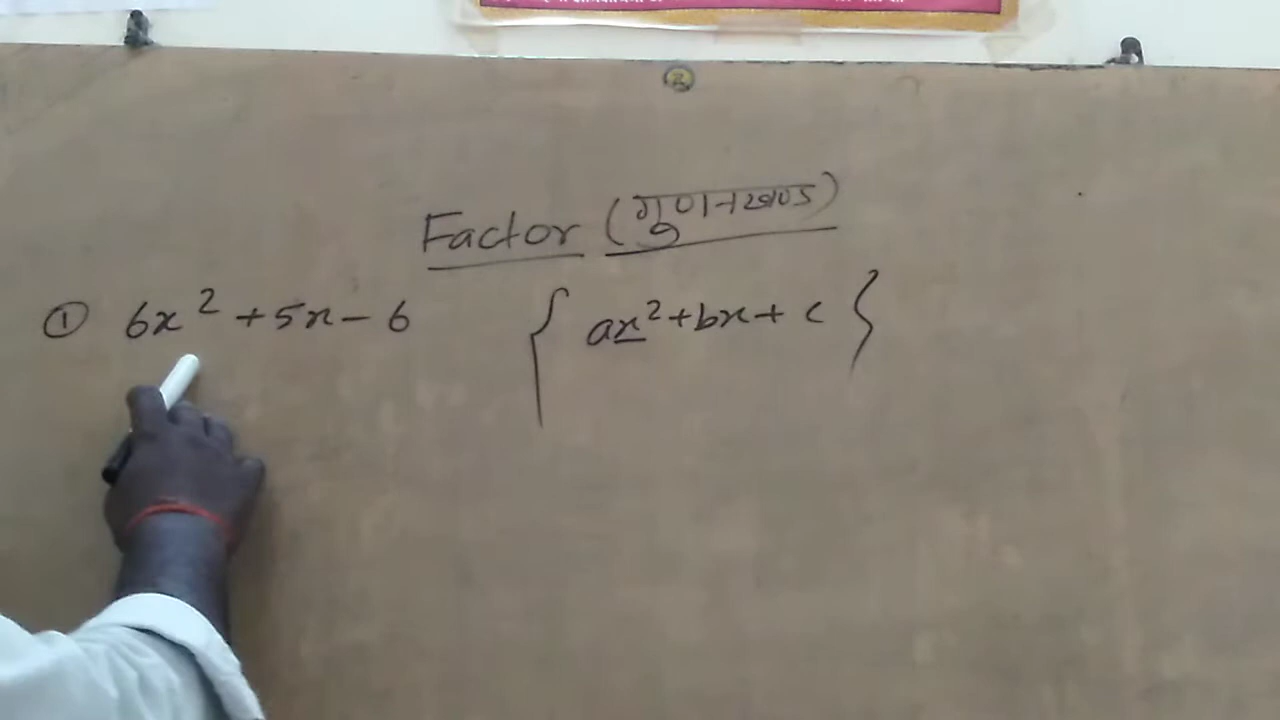 Factor (गुणनखण्ड)
① 6x² + 5x − 6 { ax² + bx + c }